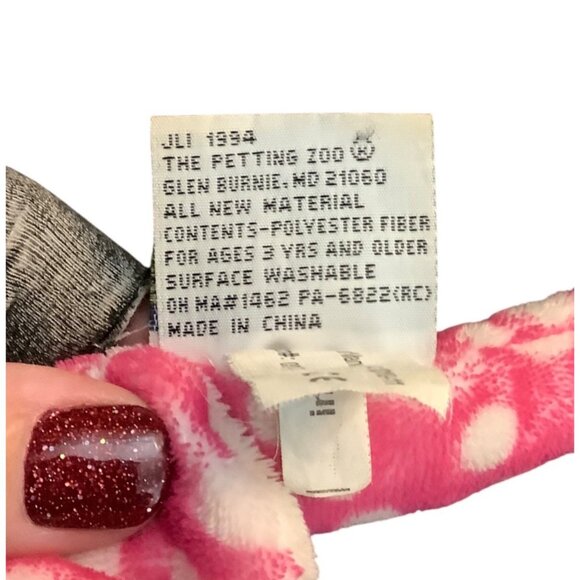 JLI 1994
THE PETTING ZOO ®
GLEN BURNIE, MD 21060
ALL NEW MATERIAL
CONTENTS-POLYESTER FIBER
FOR AGES 3 YRS AND OLDER
SURFACE WASHABLE
OH MA#1462 PA-6822(RC)
MADE IN CHINA
CE